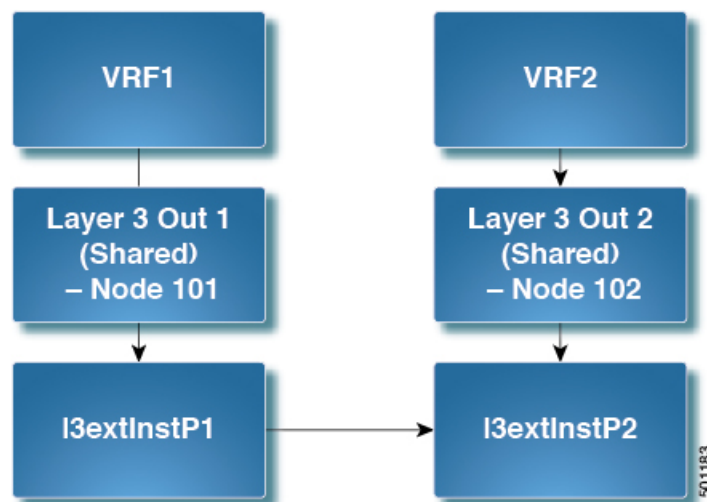 VRF1
VRF2
Layer 3 Out 1
(Shared)
– Node 101
Layer 3 Out 2
(Shared)
– Node 102
l3extInstP1
l3extInstP2
501183